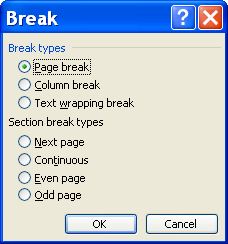 Break
Break types
Page break
Column break
Text wrapping break
Section break types
Next page
Continuous
Even page
Odd page
OK
Cancel